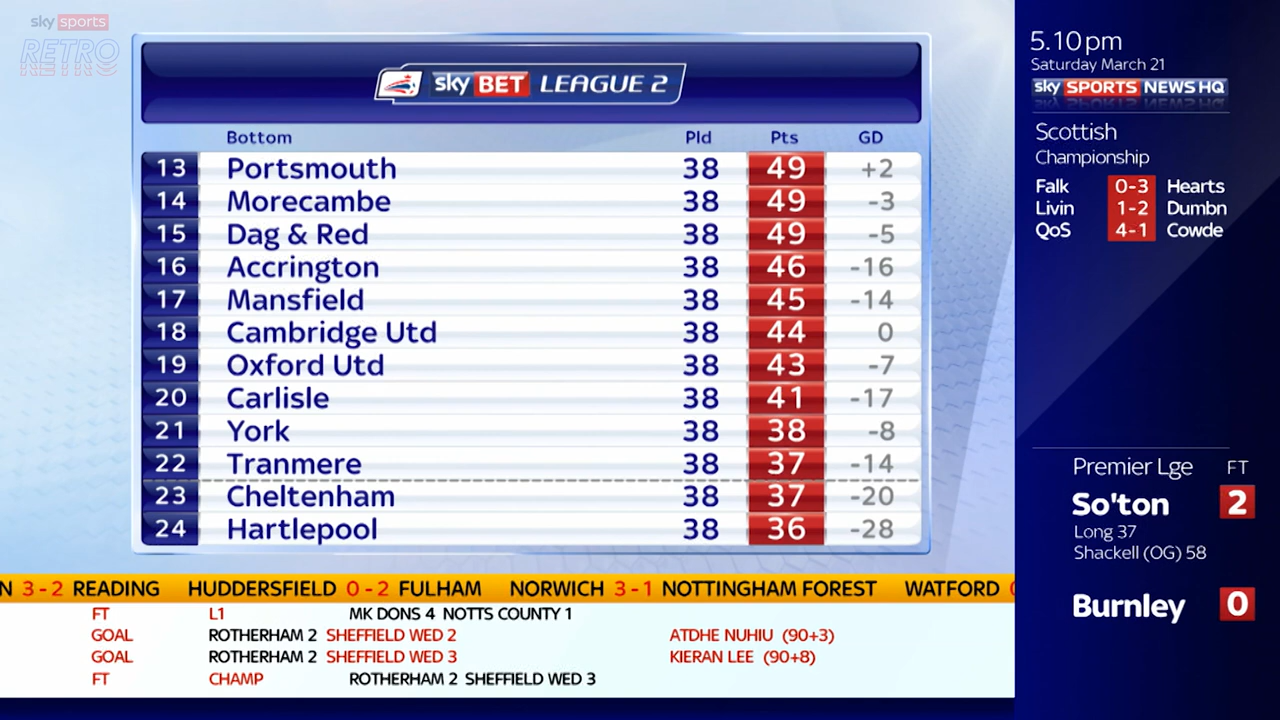 sky sports
RETRO
sky BET LEAGUE 2
Bottom Pld Pts GD
13 Portsmouth 38 49 +2
14 Morecambe 38 49 -3
15 Dag & Red 38 49 -5
16 Accrington 38 46 -16
17 Mansfield 38 45 -14
18 Cambridge Utd 38 44 0
19 Oxford Utd 38 43 -7
20 Carlisle 38 41 -17
21 York 38 38 -8
22 Tranmere 38 37 -14
23 Cheltenham 38 37 -20
24 Hartlepool 38 36 -28
5.10pm
Saturday March 21
sky SPORTS NEWS HQ
Scottish
Championship
Falk 0-3 Hearts
Livin 1-2 Dumbn
QoS 4-1 Cowde
Premier Lge FT
So'ton 2
Long 37
Shackell (OG) 58
Burnley 0
N 3-2 READING HUDDERSFIELD 0-2 FULHAM NORWICH 3-1 NOTTINGHAM FOREST WATFORD
FT L1 MK DONS 4 NOTTS COUNTY 1
GOAL ROTHERHAM 2 SHEFFIELD WED 2 ATDHE NUHIU (90+3)
GOAL ROTHERHAM 2 SHEFFIELD WED 3 KIERAN LEE (90+8)
FT CHAMP ROTHERHAM 2 SHEFFIELD WED 3